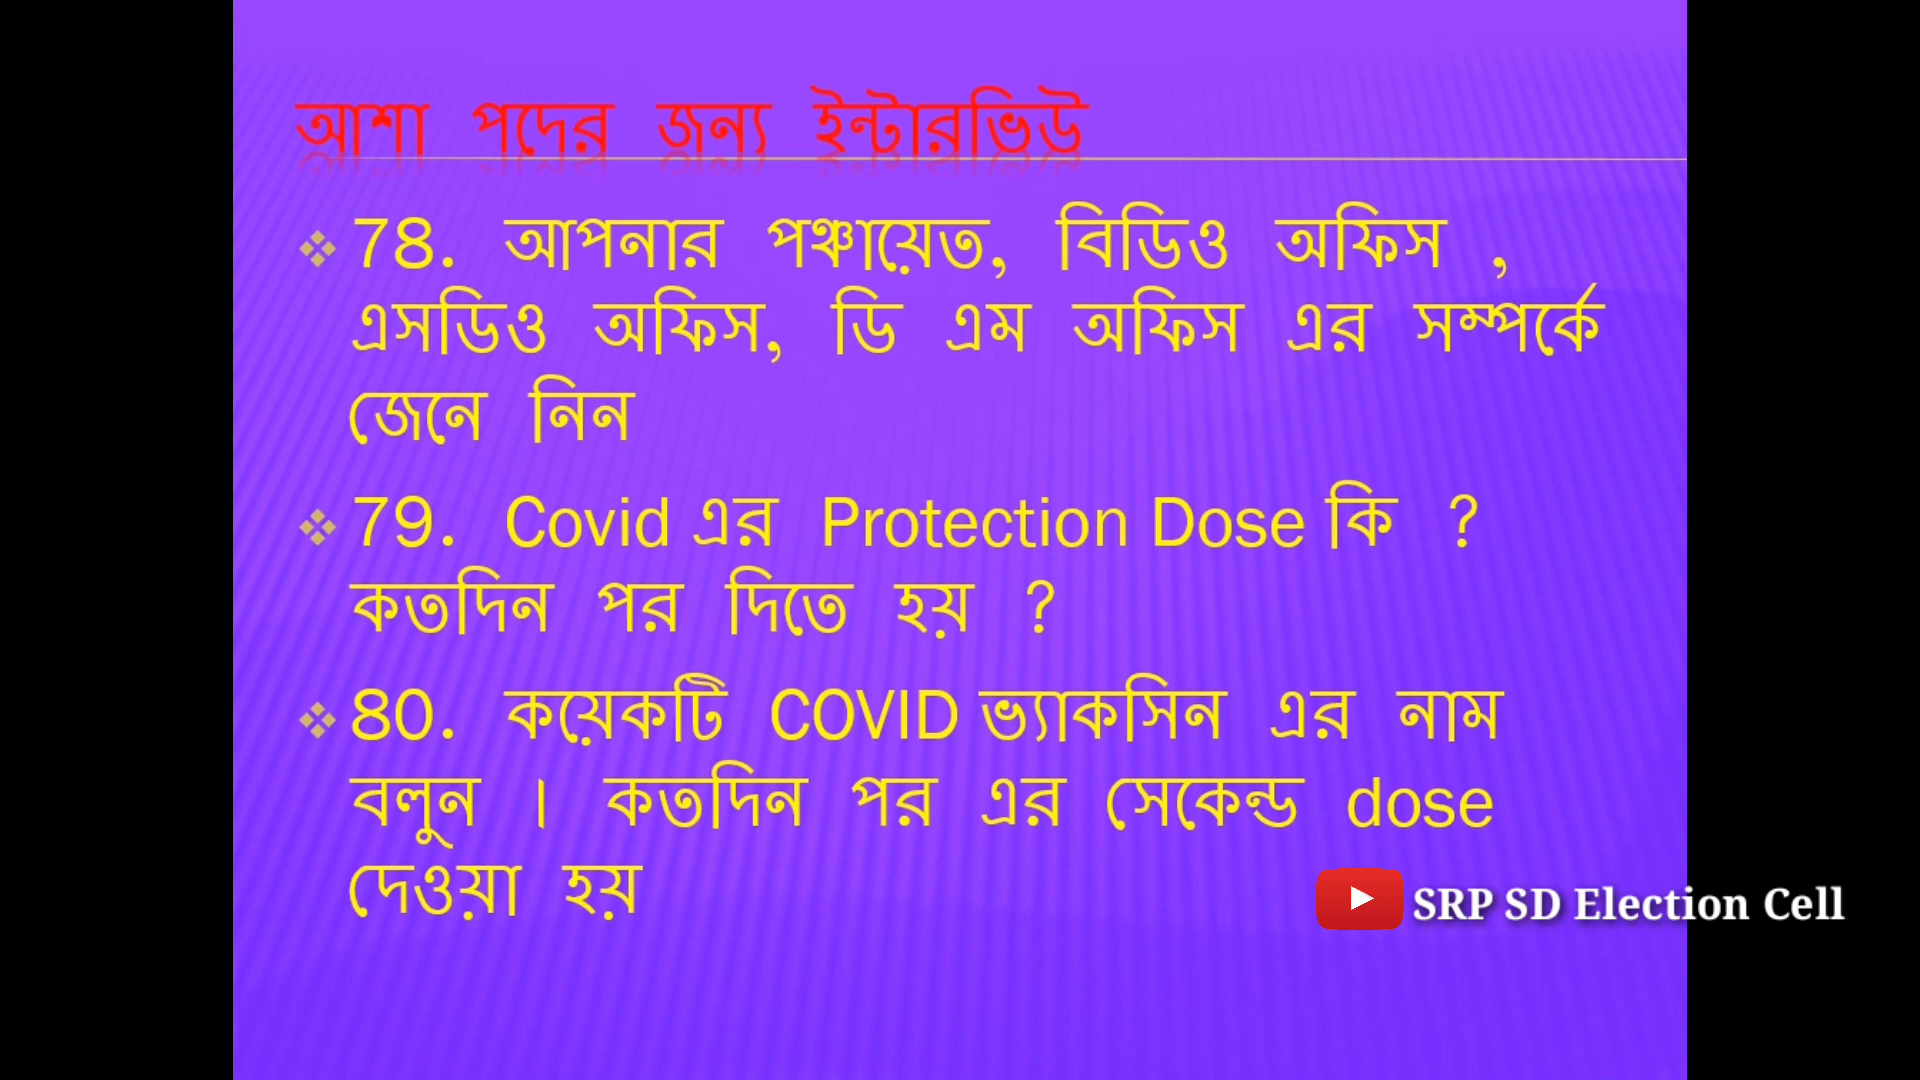 আশা পদের জন্য ইন্টারভিউ
78. আপনার পঞ্চায়েত, বিডিও অফিস ,
এসডিও অফিস, ডি এম অফিস এর সম্পর্কে
জেনে নিন
79. Covid এর Protection Dose কি ?
কতদিন পর দিতে হয় ?
80. কয়েকটি COVID ভ্যাকসিন এর নাম
বলুন । কতদিন পর এর সেকেন্ড dose
দেওয়া হয়
SRP SD Election Cell